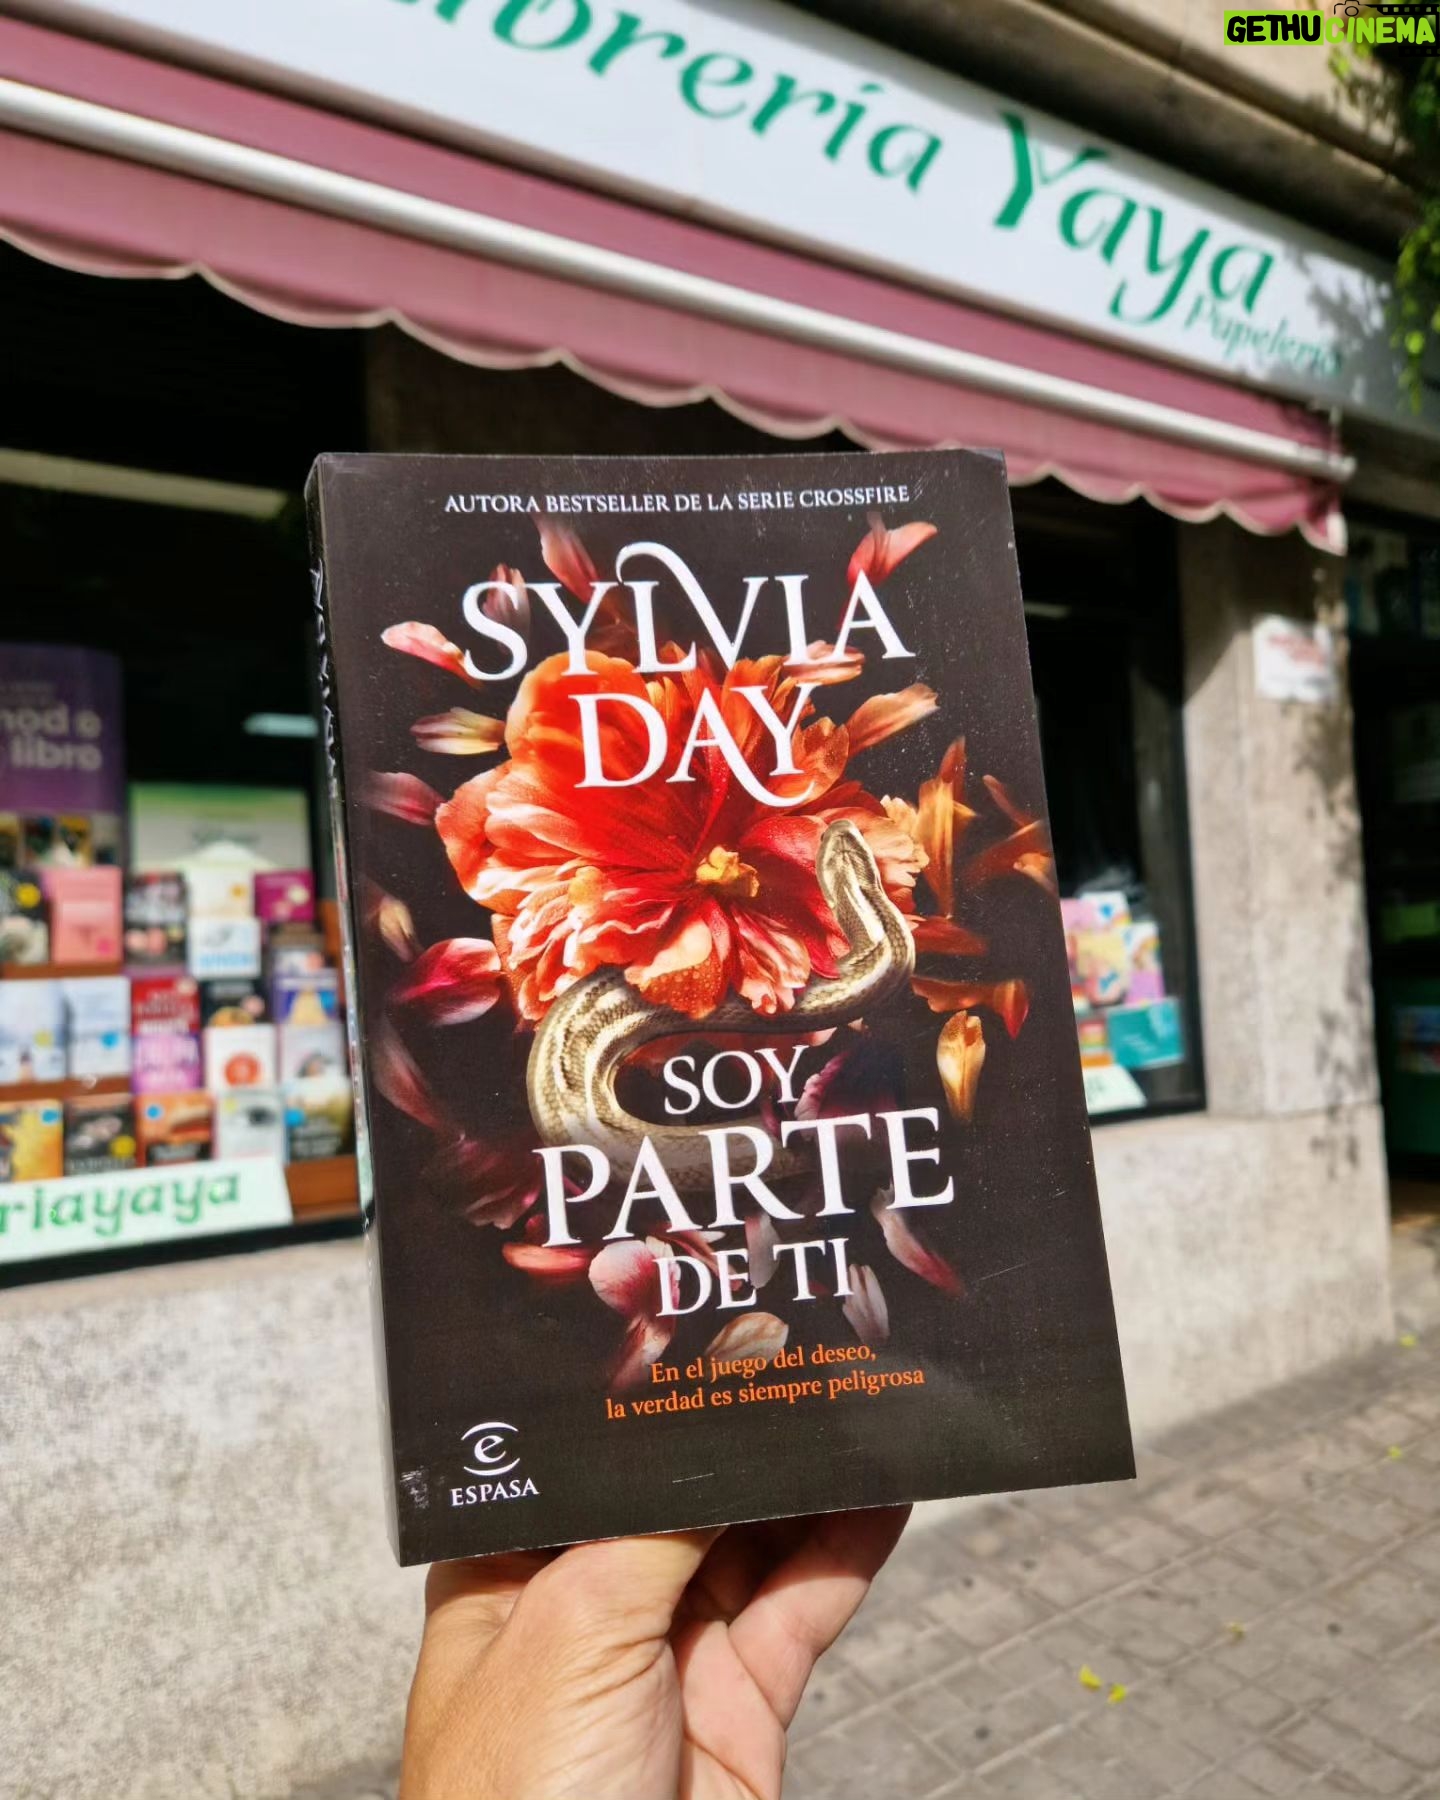 GETHU CINEMA
Librería Yaya
Papelería
AUTORA BESTSELLER DE LA SERIE CROSSFIRE
SYLVIA
DAY
SOY
PARTE
DE TI
En el juego del deseo,
la verdad es siempre peligrosa
e
ESPASA
libro
riayaya